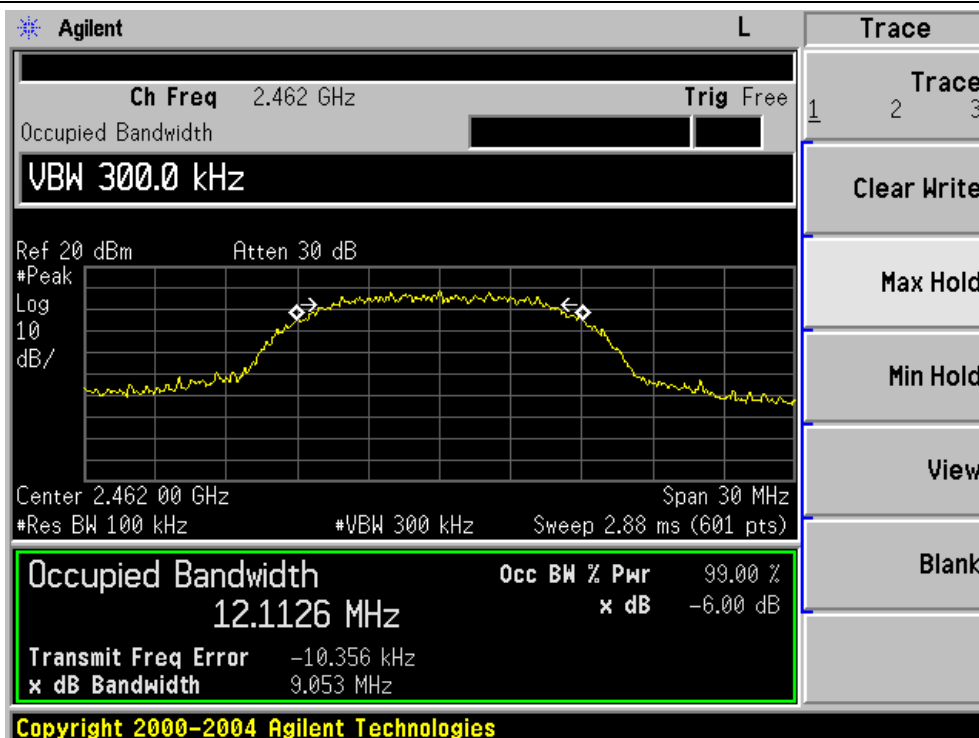 Agilent L Trace
Ch Freq 2.462 GHz Trig Free
Occupied Bandwidth
VBW 300.0 kHz
Ref 20 dBm Atten 30 dB
#Peak
Log
10
dB/
Center 2.462 00 GHz Span 30 MHz
#Res BW 100 kHz #VBW 300 kHz Sweep 2.88 ms (601 pts)
Occupied Bandwidth Occ BW % Pwr 99.00 %
12.1126 MHz x dB -6.00 dB
Transmit Freq Error -10.356 kHz
x dB Bandwidth 9.053 MHz
Copyright 2000-2004 Agilent Technologies
Trace
1 2 3
Clear Write
Max Hold
Min Hold
View
Blank